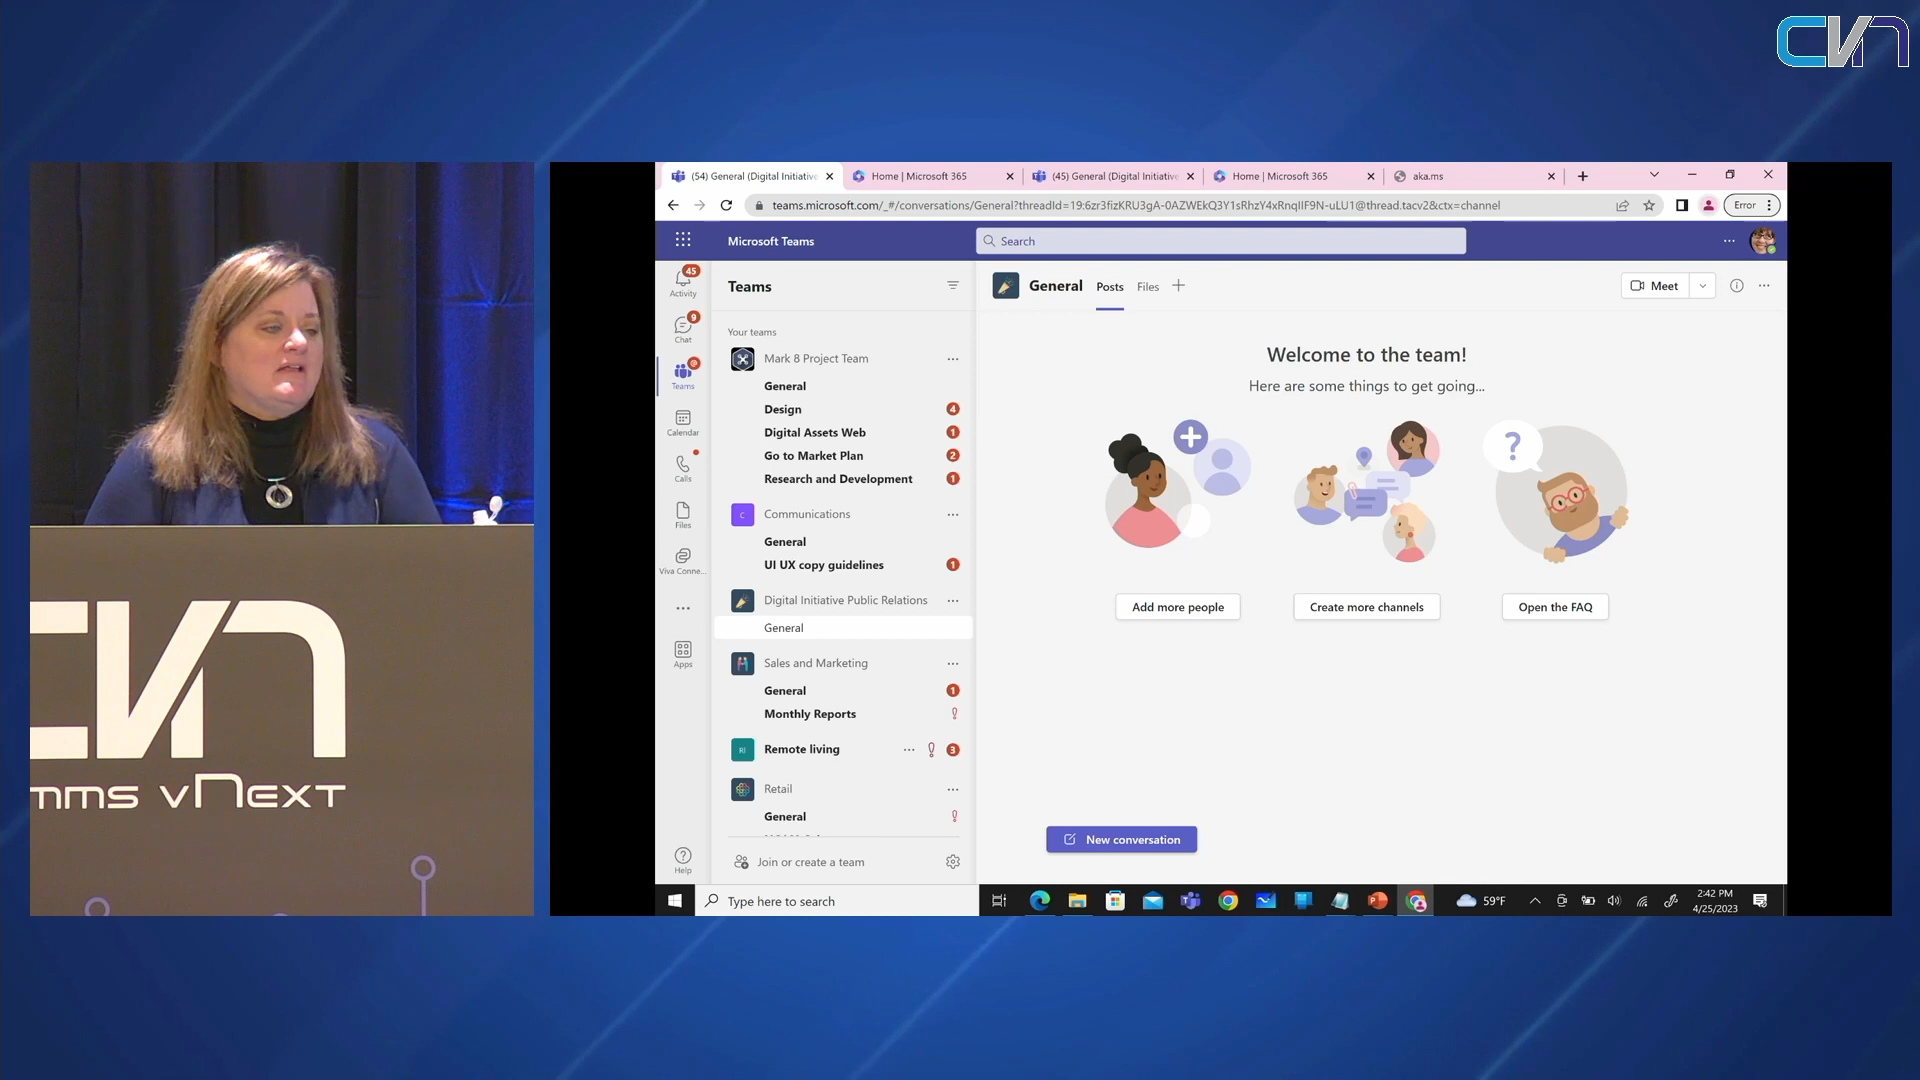 CVN
(54) General (Digital Initiative
Home | Microsoft 365
(45) General (Digital Initiative
Home | Microsoft 365
aka.ms
teams.microsoft.com/_#/conversations/General?threadId=19:6zr3fizKRU3gA-0AZWEkQ3Y1sRhzY4xRnqIIF9N-uLU1@thread.tacv2&ctx=channel
Error
Microsoft Teams
Search
45
Activity
9
Chat
@
Teams
Calendar
Calls
Files
Viva Conne...
Apps
Help
Teams
Your teams
Mark 8 Project Team
General
Design 4
Digital Assets Web 1
Go to Market Plan 2
Research and Development 1
C Communications
General
UI UX copy guidelines 1
Digital Initiative Public Relations
General
Sales and Marketing
General 1
Monthly Reports !
Rl Remote living ! 3
Retail
General !
Join or create a team
General Posts Files
Meet
Welcome to the team!
Here are some things to get going...
?
Add more people
Create more channels
Open the FAQ
New conversation
Type here to search
59°F
2:42 PM
4/25/2023
CVN
mms vNext